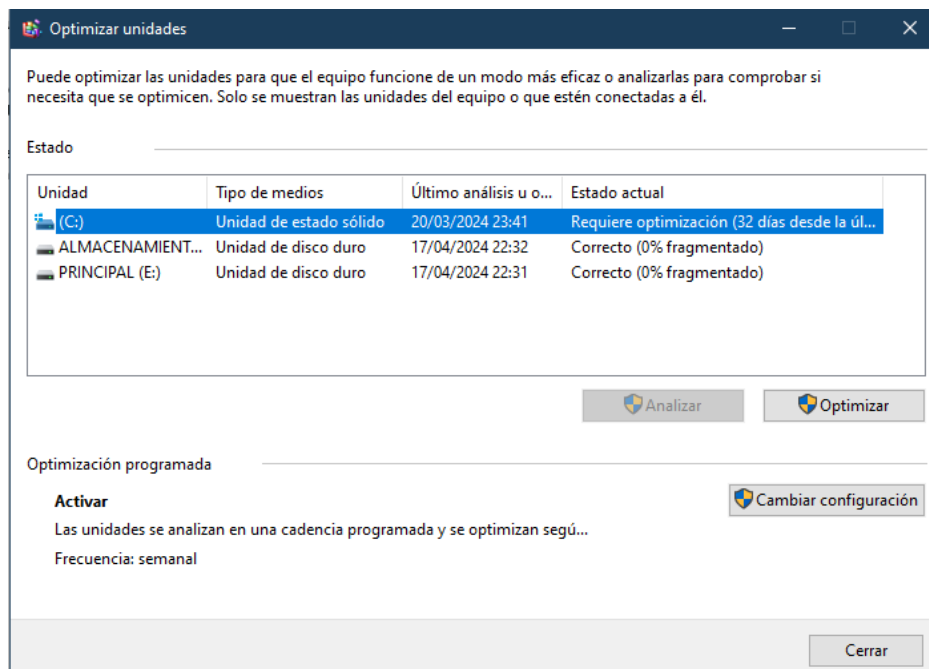 Optimizar unidades
Puede optimizar las unidades para que el equipo funcione de un modo más eficaz o analizarlas para comprobar si
necesita que se optimicen. Solo se muestran las unidades del equipo o que estén conectadas a él.
Estado
Unidad Tipo de medios Último análisis u o... Estado actual
(C:) Unidad de estado sólido 20/03/2024 23:41 Requiere optimización (32 días desde la úl...
ALMACENAMIENT... Unidad de disco duro 17/04/2024 22:32 Correcto (0% fragmentado)
PRINCIPAL (E:) Unidad de disco duro 17/04/2024 22:31 Correcto (0% fragmentado)
Analizar Optimizar
Optimización programada
Activar Cambiar configuración
Las unidades se analizan en una cadencia programada y se optimizan segú...
Frecuencia: semanal
Cerrar